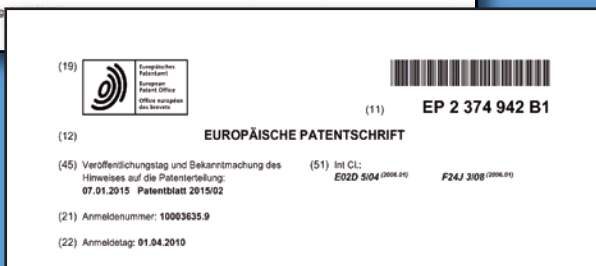 (19)
Europäisches
Patentamt
European
Patent Office
Office européen
des brevets
(11) EP 2 374 942 B1
(12) EUROPÄISCHE PATENTSCHRIFT
(45) Veröffentlichungstag und Bekanntmachung des
Hinweises auf die Patenterteilung:
07.01.2015 Patentblatt 2015/02
(51) Int Cl.:
E02D 5/04 (2006.01) F24J 3/08 (2006.01)
(21) Anmeldenummer: 10003635.9
(22) Anmeldetag: 01.04.2010